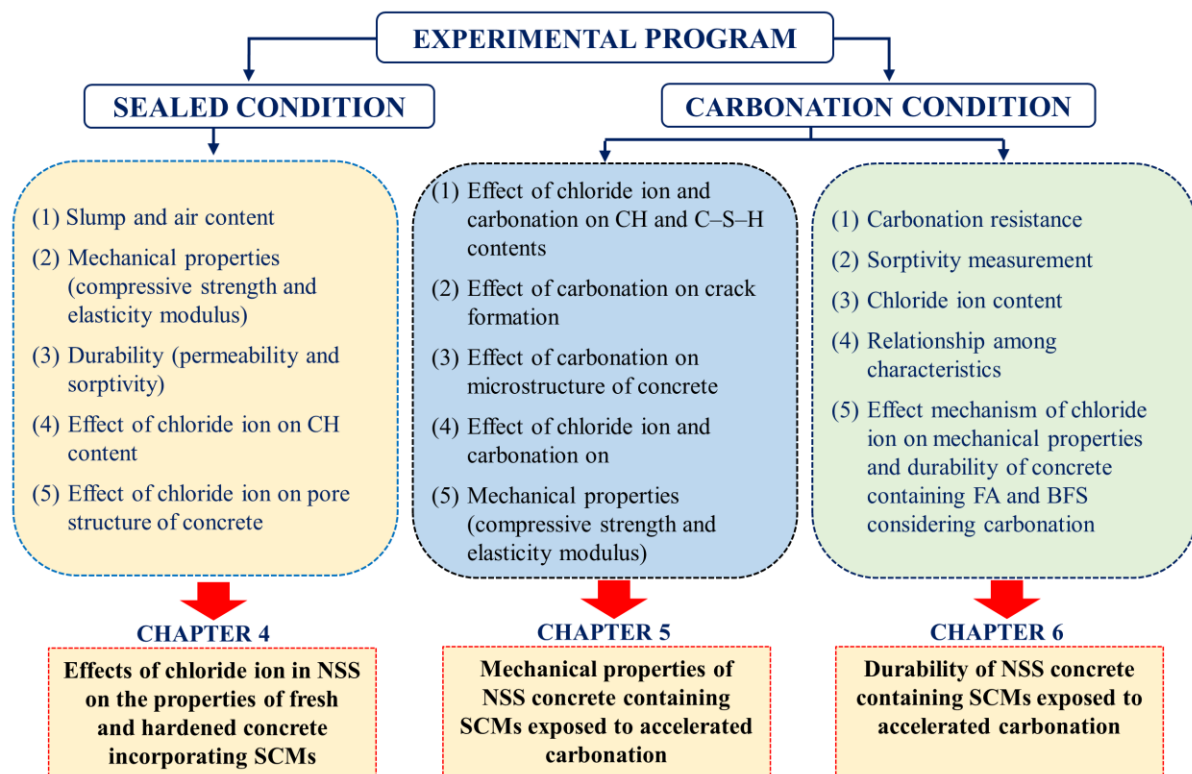 EXPERIMENTAL PROGRAM
SEALED CONDITION
CARBONATION CONDITION
(1) Slump and air content
(2) Mechanical properties
(compressive strength and
elasticity modulus)
(3) Durability (permeability and
sorptivity)
(4) Effect of chloride ion on CH
content
(5) Effect of chloride ion on pore
structure of concrete
(1) Effect of chloride ion and
carbonation on CH and C–S–H
contents
(2) Effect of carbonation on crack
formation
(3) Effect of carbonation on
microstructure of concrete
(4) Effect of chloride ion and
carbonation on
(5) Mechanical properties
(compressive strength and
elasticity modulus)
(1) Carbonation resistance
(2) Sorptivity measurement
(3) Chloride ion content
(4) Relationship among
characteristics
(5) Effect mechanism of chloride
ion on mechanical properties
and durability of concrete
containing FA and BFS
considering carbonation
CHAPTER 4
Effects of chloride ion in NSS
on the properties of fresh
and hardened concrete
incorporating SCMs
CHAPTER 5
Mechanical properties of
NSS concrete containing
SCMs exposed to accelerated
carbonation
CHAPTER 6
Durability of NSS concrete
containing SCMs exposed to
accelerated carbonation